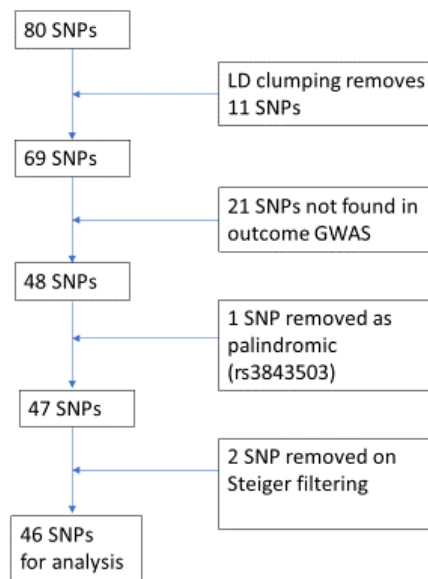 80 SNPs
LD clumping removes
11 SNPs
69 SNPs
21 SNPs not found in
outcome GWAS
48 SNPs
1 SNP removed as
palindromic
(rs3843503)
47 SNPs
2 SNP removed on
Steiger filtering
46 SNPs
for analysis